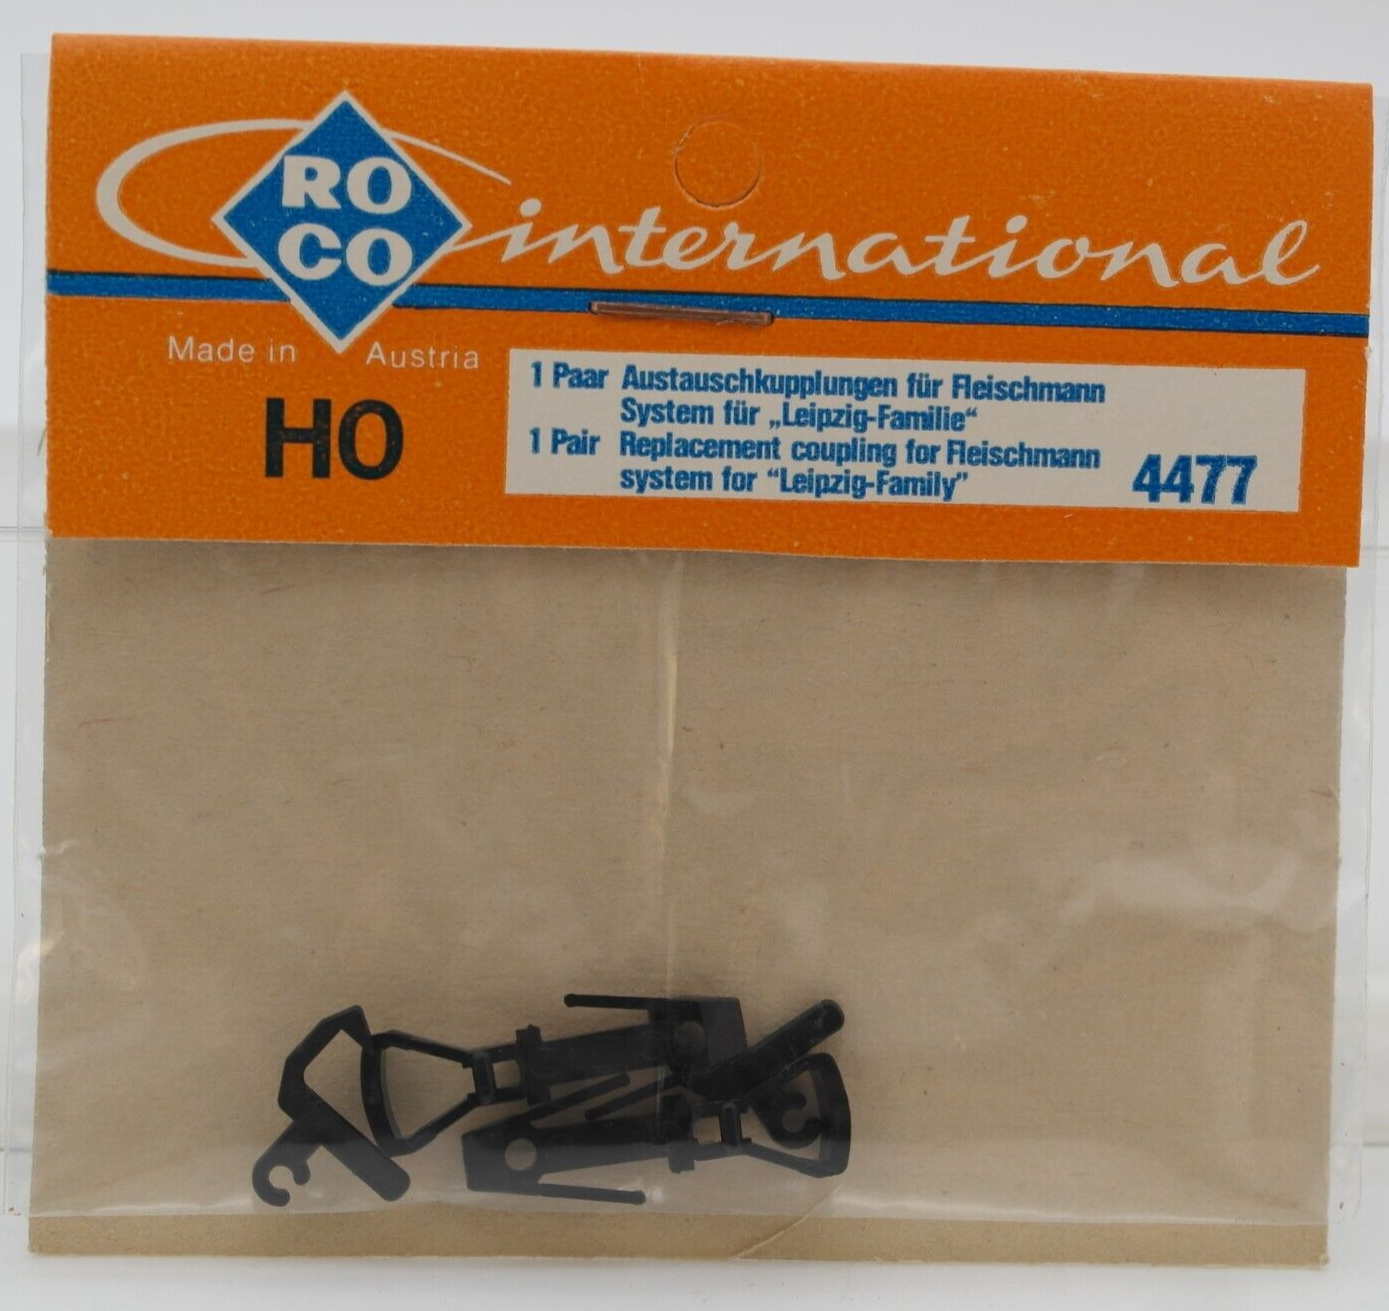 RO
CO
international
Made in Austria
HO
1 Paar Austauschkupplungen für Fleischmann
System für „Leipzig-Familie“
1 Pair Replacement coupling for Fleischmann
system for “Leipzig-Family”
4477